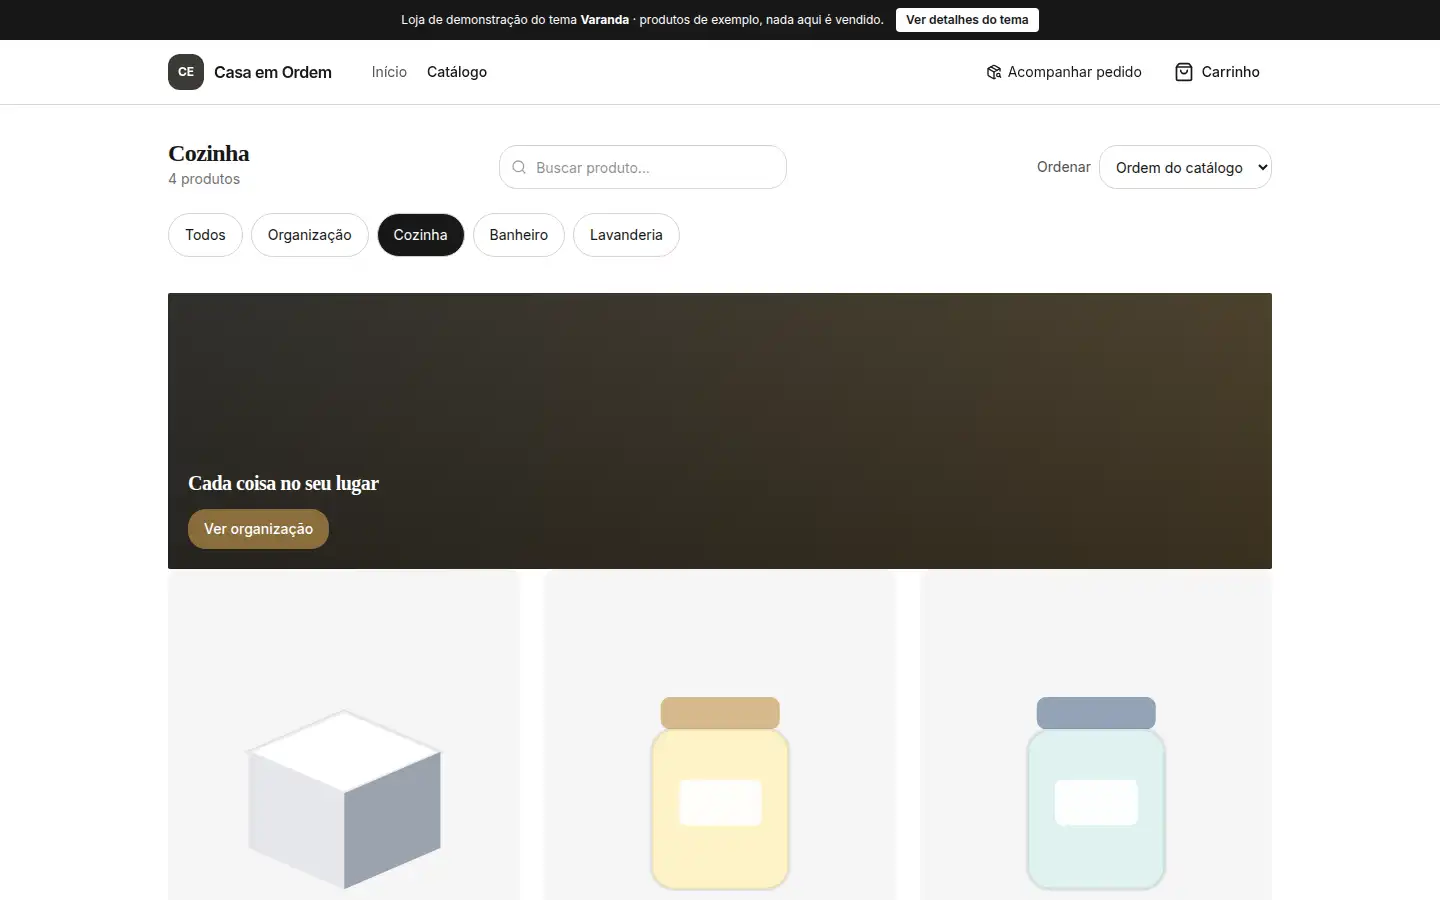 Loja de demonstração do tema Varanda · produtos de exemplo, nada aqui é vendido. Ver detalhes do tema
CE Casa em Ordem Início Catálogo Acompanhar pedido Carrinho
Cozinha
4 produtos
Buscar produto...
Ordenar Ordem do catálogo
Todos Organização Cozinha Banheiro Lavanderia
Cada coisa no seu lugar
Ver organização